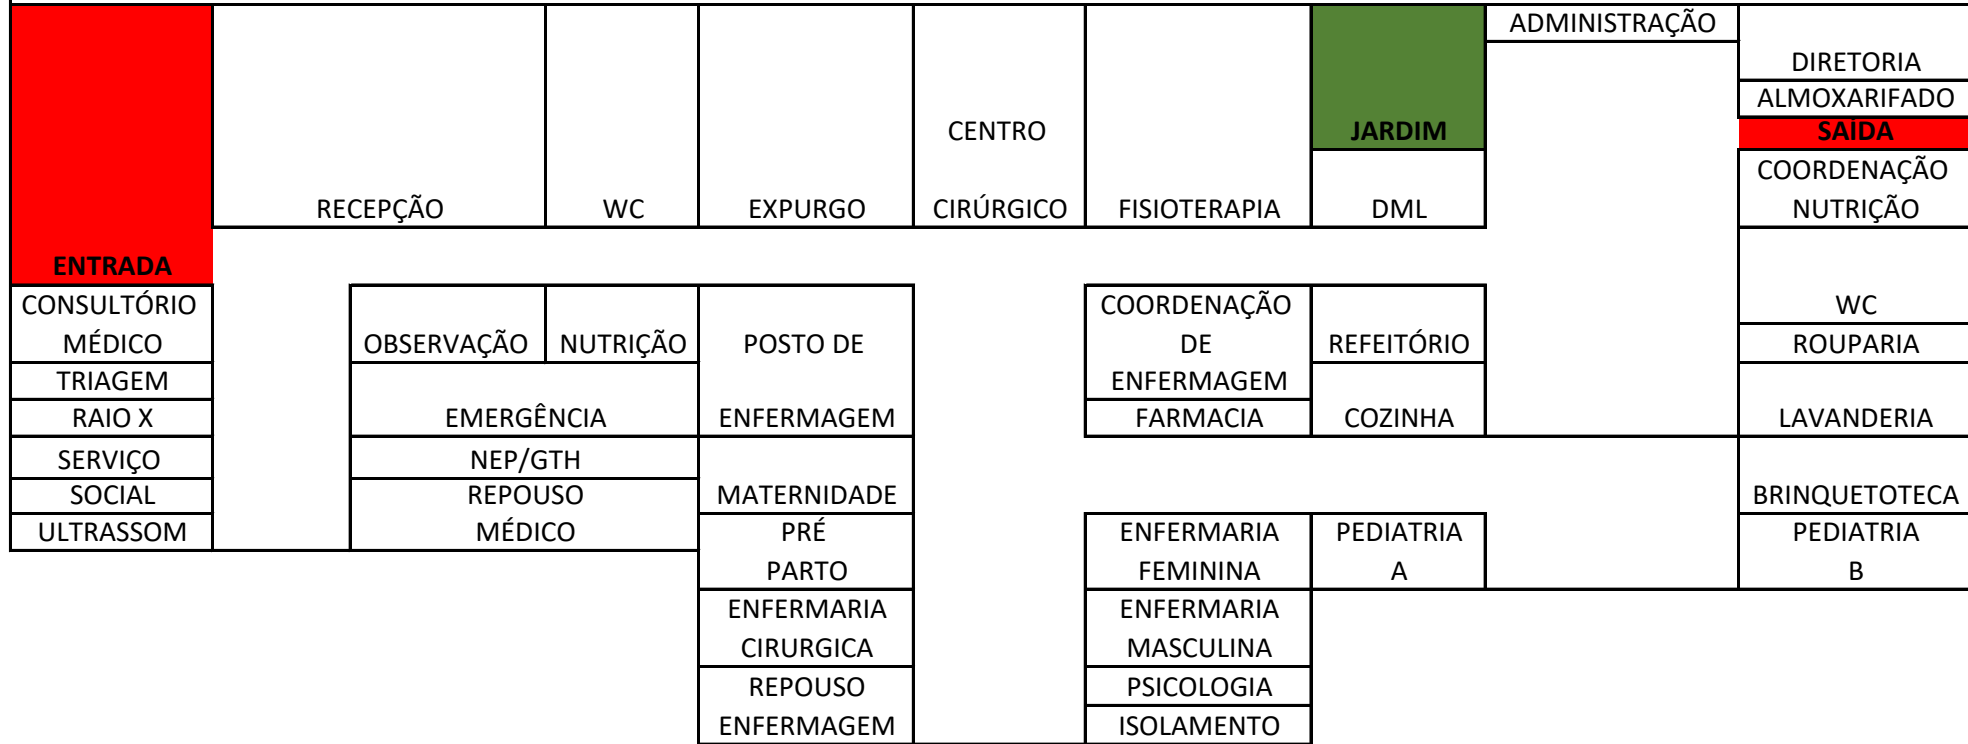 ADMINISTRAÇÃO
DIRETORIA
ALMOXARIFADO
CENTRO
JARDIM
SAÍDA
COORDENAÇÃO
RECEPÇÃO
WC
EXPURGO
CIRÚRGICO
FISIOTERAPIA
DML
NUTRIÇÃO
ENTRADA
CONSULTÓRIO
COORDENAÇÃO
WC
MÉDICO
OBSERVAÇÃO
NUTRIÇÃO
POSTO DE
DE
REFEITÓRIO
ROUPARIA
TRIAGEM
ENFERMAGEM
RAIO X
EMERGÊNCIA
ENFERMAGEM
FARMACIA
COZINHA
LAVANDERIA
SERVIÇO
NEP/GTH
SOCIAL
REPOUSO
MATERNIDADE
BRINQUETOTECA
ULTRASSOM
MÉDICO
PRÉ
ENFERMARIA
PEDIATRIA
PEDIATRIA
PARTO
FEMININA
A
B
ENFERMARIA
ENFERMARIA
CIRURGICA
MASCULINA
REPOUSO
PSICOLOGIA
ENFERMAGEM
ISOLAMENTO